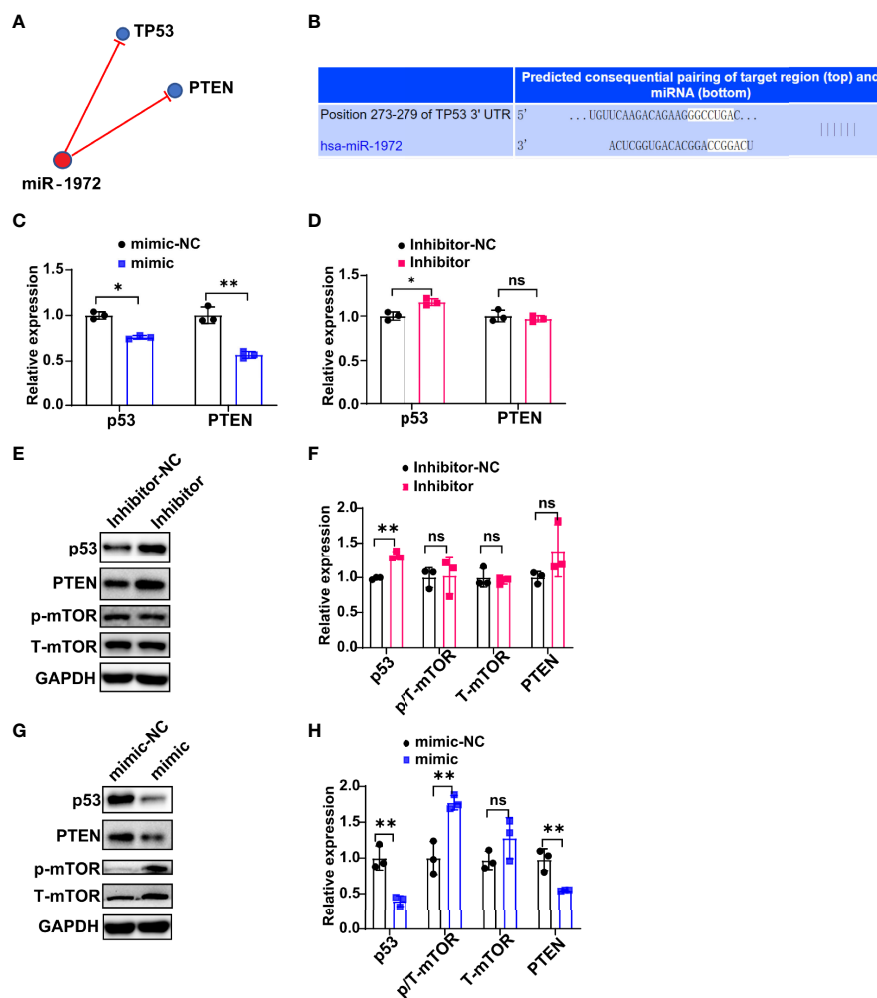 A
TP53
PTEN
miR-1972
B
Predicted consequential pairing of target region (top) and
miRNA (bottom)
Position 273-279 of TP53 3' UTR 5' ...UGUUCAAGACAGAAGGGCCUGAC...
hsa-miR-1972 3' ACUCGGUGACACGGACCGGACU
C
mimic-NC
mimic
Relative expression
1.5
1.0
0.5
0.0
*
**
p53 PTEN
D
Inhibitor-NC
Inhibitor
Relative expression
1.5
1.0
0.5
0.0
*
ns
p53 PTEN
E
Inhibitor-NC
Inhibitor
p53
PTEN
p-mTOR
T-mTOR
GAPDH
F
Inhibitor-NC
Inhibitor
Relative expression
2.0
1.5
1.0
0.5
0.0
**
ns
ns
ns
p53
p/T-mTOR
T-mTOR
PTEN
G
mimic-NC
mimic
p53
PTEN
p-mTOR
T-mTOR
GAPDH
H
mimic-NC
mimic
Relative expression
2.0
1.5
1.0
0.5
0.0
**
**
ns
**
p53
p/T-mTOR
T-mTOR
PTEN